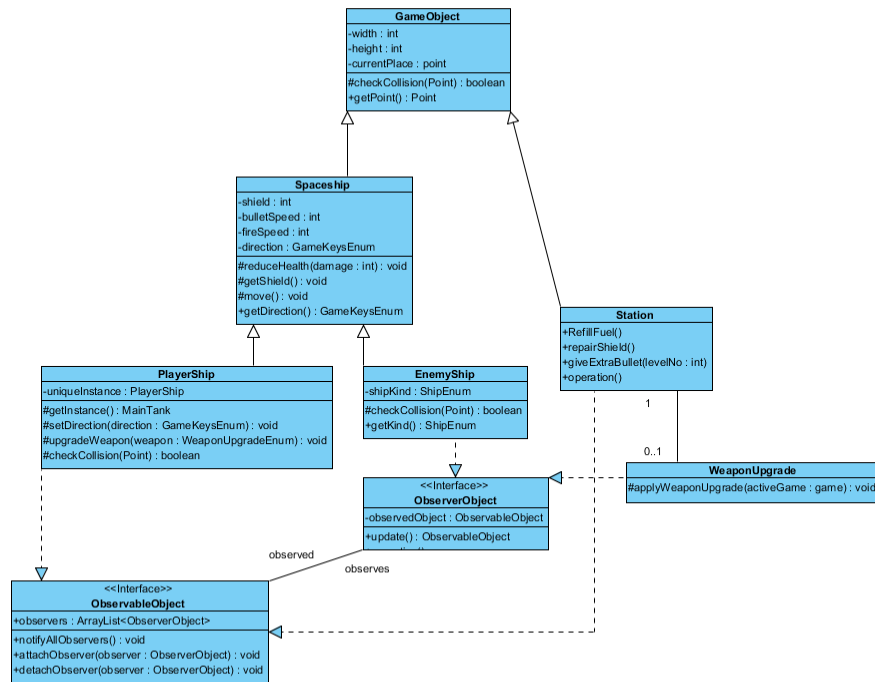 GameObject
-width : int
-height : int
-currentPlace : point
#checkCollision(Point) : boolean
+getPoint() : Point
Spaceship
-shield : int
-bulletSpeed : int
-fireSpeed : int
-direction : GameKeysEnum
#reduceHealth(damage : int) : void
#getShield() : void
#move() : void
+getDirection() : GameKeysEnum
Station
+RefillFuel()
+repairShield()
+giveExtraBullet(levelNo : int)
+operation()
PlayerShip
-uniqueInstance : PlayerShip
#getInstance() : MainTank
#setDirection(direction : GameKeysEnum) : void
#upgradeWeapon(weapon : WeaponUpgradeEnum) : void
#checkCollision(Point) : boolean
EnemyShip
-shipKind : ShipEnum
#checkCollision(Point) : boolean
+getKind() : ShipEnum
1
0..1
WeaponUpgrade
#applyWeaponUpgrade(activeGame : game) : void
<<Interface>>
ObserverObject
-observedObject : ObservableObject
+update() : ObservableObject
observed
observes
<<Interface>>
ObservableObject
+observers : ArrayList<ObserverObject>
+notifyAllObservers() : void
+attachObserver(observer : ObserverObject) : void
+detachObserver(observer : ObserverObject) : void